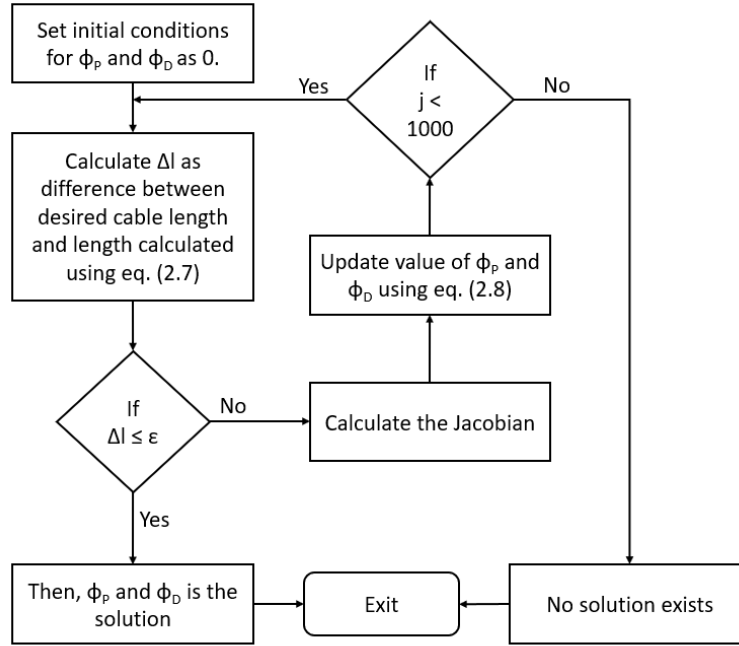 Set initial conditions
for ϕP and ϕD as 0.
If
j <
1000
Yes
No
Calculate Δl as
difference between
desired cable length
and length calculated
using eq. (2.7)
Update value of ϕP and
ϕD using eq. (2.8)
If
Δl ≤ ε
No
Calculate the Jacobian
Yes
Then, ϕP and ϕD is the
solution
Exit
No solution exists